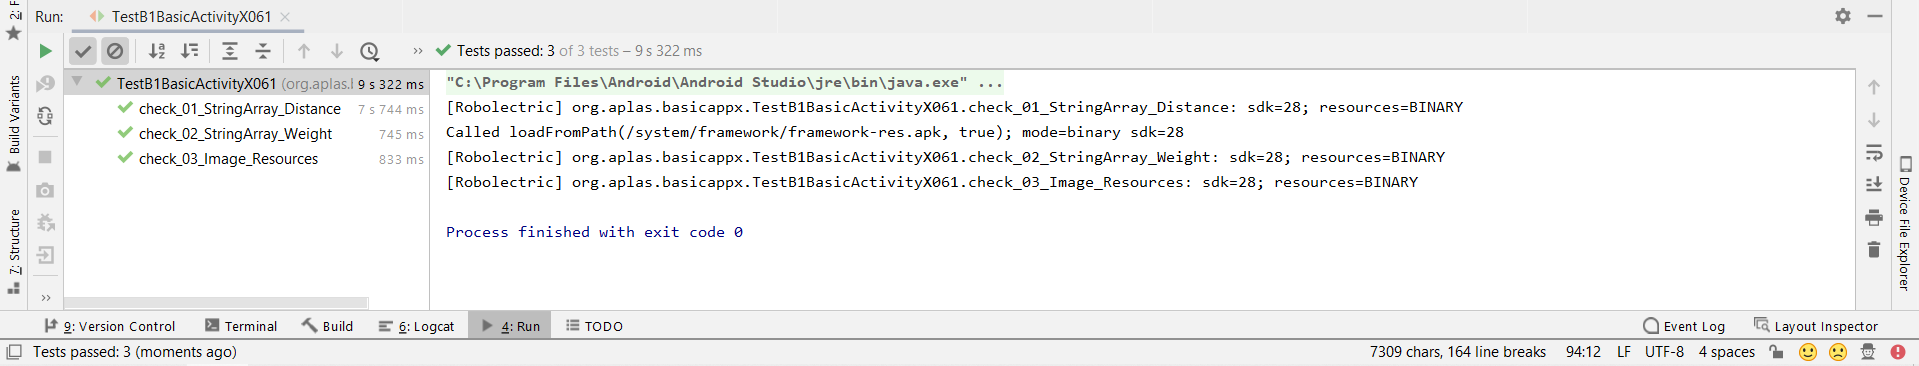 Run: TestB1BasicActivityX061
Tests passed: 3 of 3 tests – 9 s 322 ms
TestB1BasicActivityX061 (org.aplas. 9 s 322 ms
check_01_StringArray_Distance 7 s 744 ms
check_02_StringArray_Weight 745 ms
check_03_Image_Resources 833 ms
"C:\Program Files\Android\Android Studio\jre\bin\java.exe" ...
[Robolectric] org.aplas.basicappx.TestB1BasicActivityX061.check_01_StringArray_Distance: sdk=28; resources=BINARY
Called loadFromPath(/system/framework/framework-res.apk, true); mode=binary sdk=28
[Robolectric] org.aplas.basicappx.TestB1BasicActivityX061.check_02_StringArray_Weight: sdk=28; resources=BINARY
[Robolectric] org.aplas.basicappx.TestB1BasicActivityX061.check_03_Image_Resources: sdk=28; resources=BINARY
Process finished with exit code 0
2: F
Build Variants
7: Structure
Device File Explorer
9: Version Control Terminal Build 6: Logcat 4: Run TODO Event Log Layout Inspector
Tests passed: 3 (moments ago) 7309 chars, 164 line breaks 94:12 LF UTF-8 4 spaces